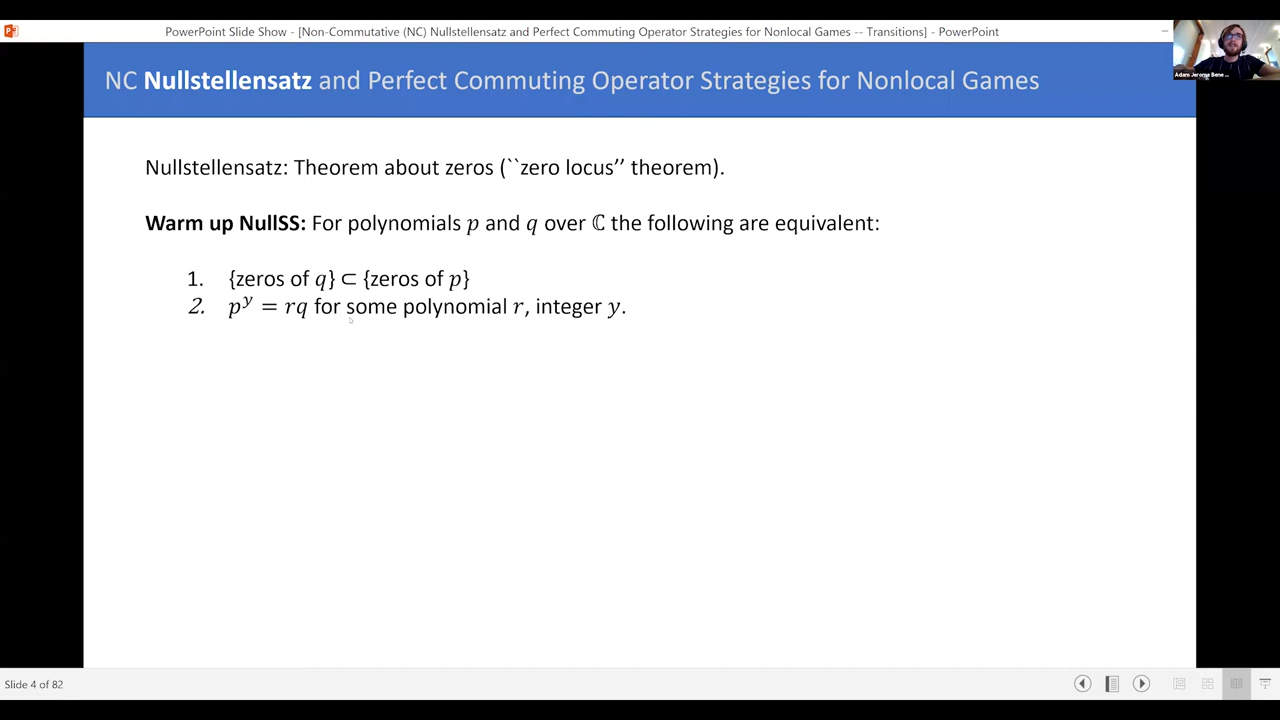 PowerPoint Slide Show - [Non-Commutative (NC) Nullstellensatz and Perfect Commuting Operator Strategies for Nonlocal Games -- Transitions] - PowerPoint
Adam Jerome Bene ...
NC Nullstellensatz and Perfect Commuting Operator Strategies for Nonlocal Games
Nullstellensatz: Theorem about zeros (``zero locus’’ theorem).
Warm up NullSS: For polynomials p and q over ℂ the following are equivalent:
1. {zeros of q} ⊂ {zeros of p}
2. p^y = rq for some polynomial r, integer y.
Slide 4 of 82